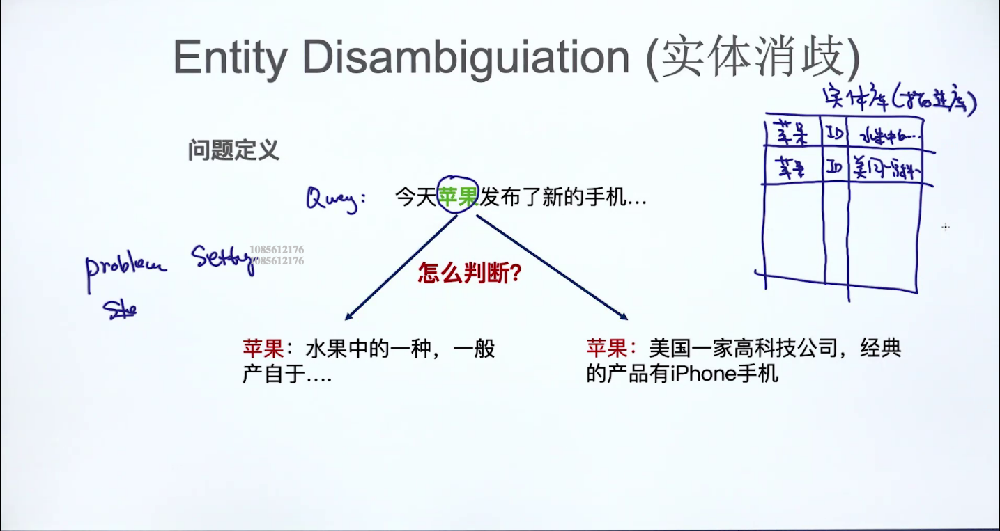 Entity Disambiguiation (实体消歧)
实体库(
苹果 ID 水果中的…
苹果 ID 美国一家
问题定义
Query: 今天苹果发布了新的手机…
problem Setting
1085612176
1085612176
怎么判断?
苹果：水果中的一种，一般
产自于….
苹果：美国一家高科技公司，经典
的产品有iPhone手机